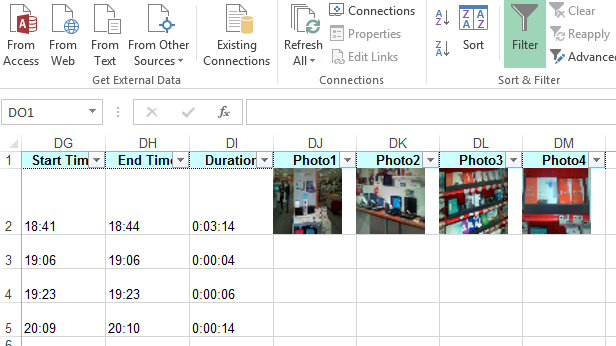 From Access
From Web
From Text
From Other Sources
Existing Connections
Refresh All
Connections
Properties
Edit Links
Sort
Filter
Clear
Reapply
Advance
Get External Data
Connections
Sort & Filter
DO1
fx
DG DH DI DJ DK DL DM
1 Start Tim End Time Duration Photo1 Photo2 Photo3 Photo4
2 18:41 18:44 0:03:14
3 19:06 19:06 0:00:04
4 19:23 19:23 0:00:06
5 20:09 20:10 0:00:14